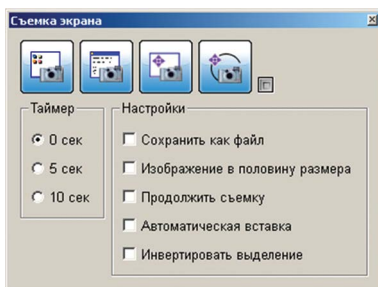 Съемка экрана
Таймер
0 сек
5 сек
10 сек
Настройки
Сохранить как файл
Изображение в половину размера
Продолжить съемку
Автоматическая вставка
Инвертировать выделение